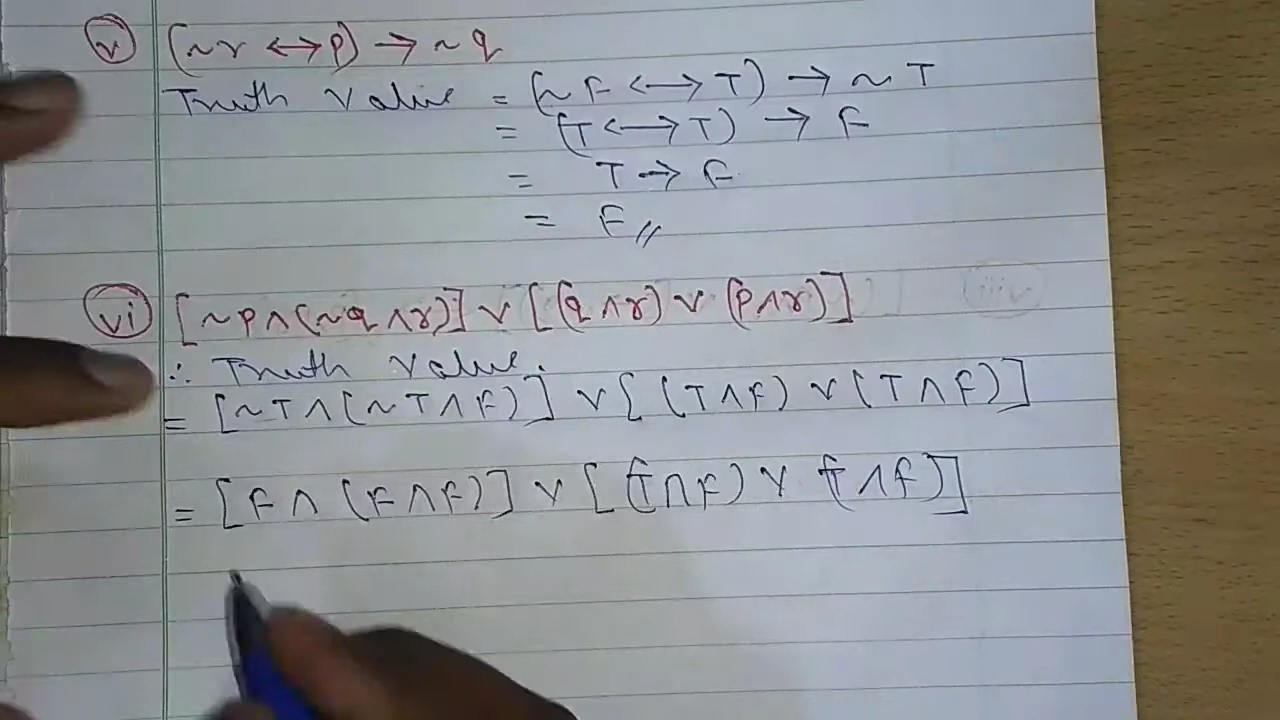 v) (~r ↔ p) → ~q
Truth Value = (~F ↔ T) → ~T
= (T ↔ T) → F
= T → F
= F //
vi) [~p ∧ (~q ∧ r)] ∨ [(q ∧ r) ∨ (p ∧ r)]
∴ Truth Value.
= [~T ∧ (~T ∧ F)] ∨ [(T ∧ F) ∨ (T ∧ F)]
= [F ∧ (F ∧ F)] ∨ [(T ∧ F) ∨ (T ∧ F)]